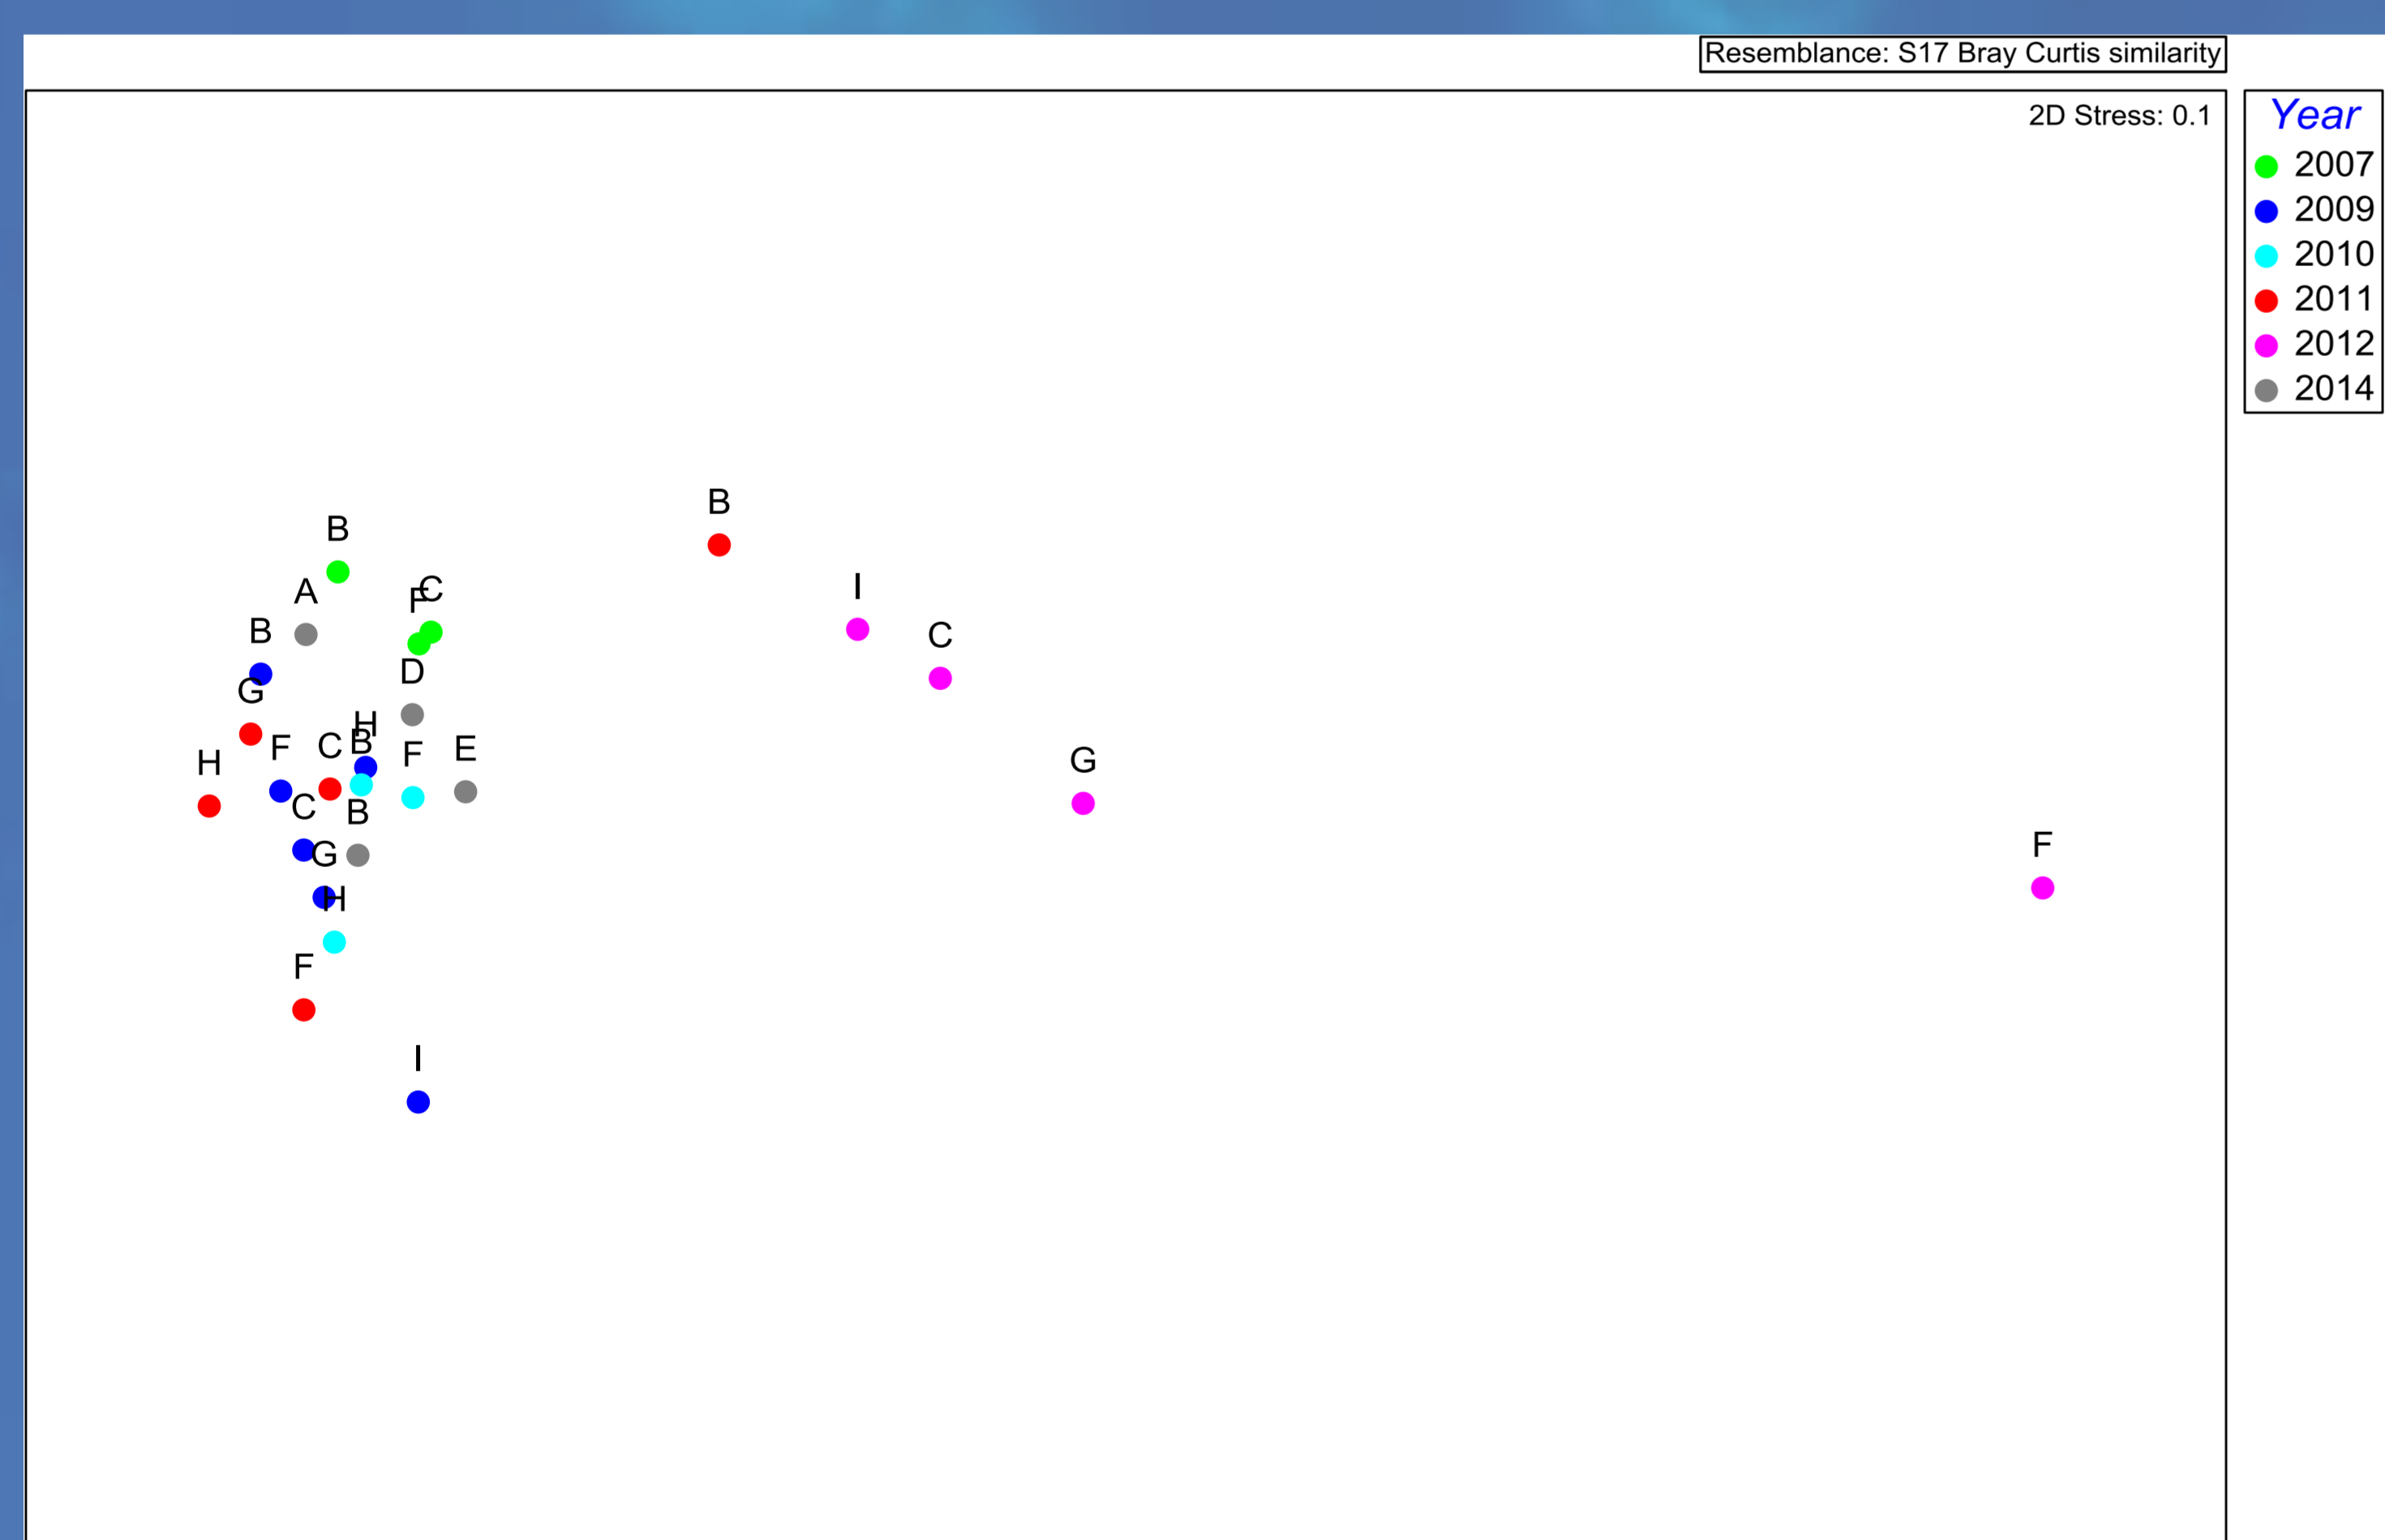 Resemblance: S17 Bray Curtis similarity
2D Stress: 0.1
Year
2007
2009
2010
2011
2012
2014
B
B
A
I
F
C
B
C
D
G
H
F
C
B
H
F
E
H
G
C
B
F
G
H
F
I